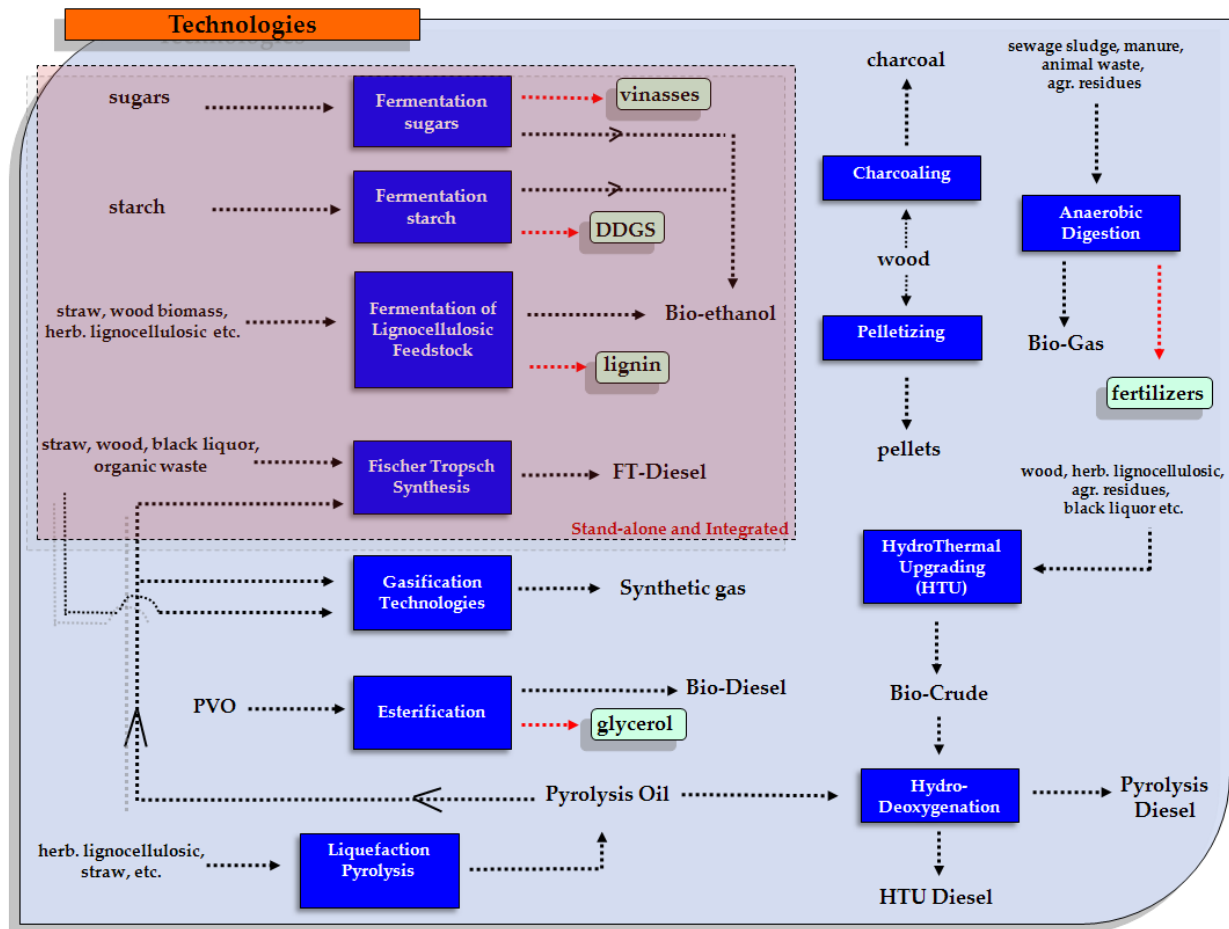 Technologies
sugars
Fermentation
sugars
vinasses
starch
Fermentation
starch
DDGS
straw, wood biomass,
herb. lignocellulosic etc.
Fermentation of
Lignocellulosic
Feedstock
Bio-ethanol
lignin
straw, wood, black liquor,
organic waste
Fischer Tropsch
Synthesis
FT-Diesel
Stand-alone and Integrated
Gasification
Technologies
Synthetic gas
PVO
Esterification
Bio-Diesel
glycerol
Pyrolysis Oil
herb. lignocellulosic,
straw, etc.
Liquefaction
Pyrolysis
charcoal
Charcoaling
wood
Pelletizing
pellets
sewage sludge, manure,
animal waste,
agr. residues
Anaerobic
Digestion
Bio-Gas
fertilizers
wood, herb. lignocellulosic,
agr. residues,
black liquor etc.
HydroThermal
Upgrading
(HTU)
Bio-Crude
Hydro-
Deoxygenation
Pyrolysis
Diesel
HTU Diesel